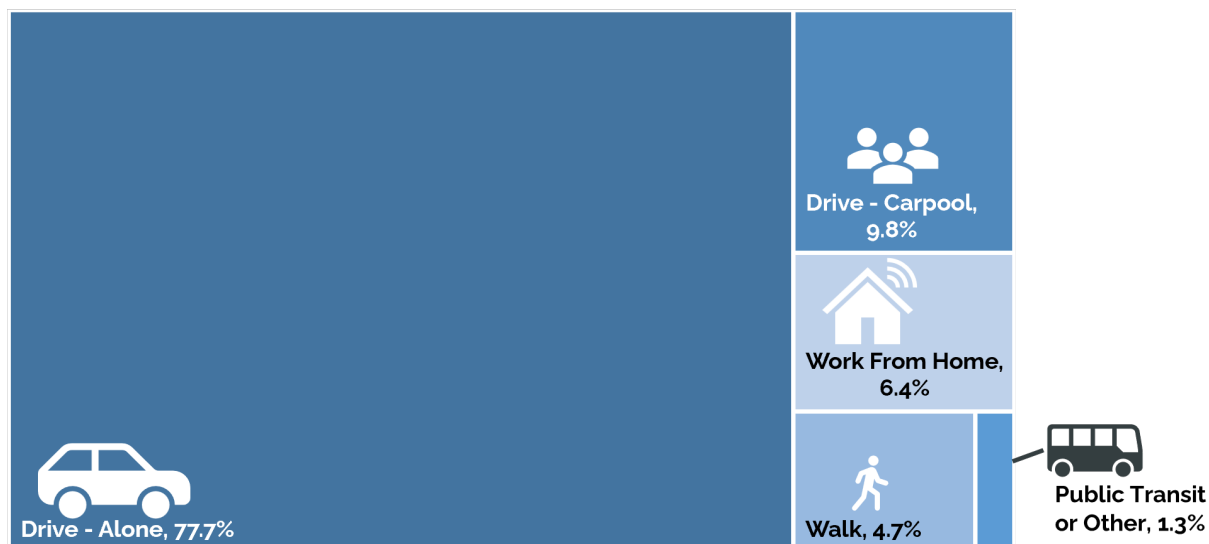 Drive - Carpool,
9.8%
Work From Home,
6.4%
Drive - Alone, 77.7%
Walk, 4.7%
Public Transit
or Other, 1.3%